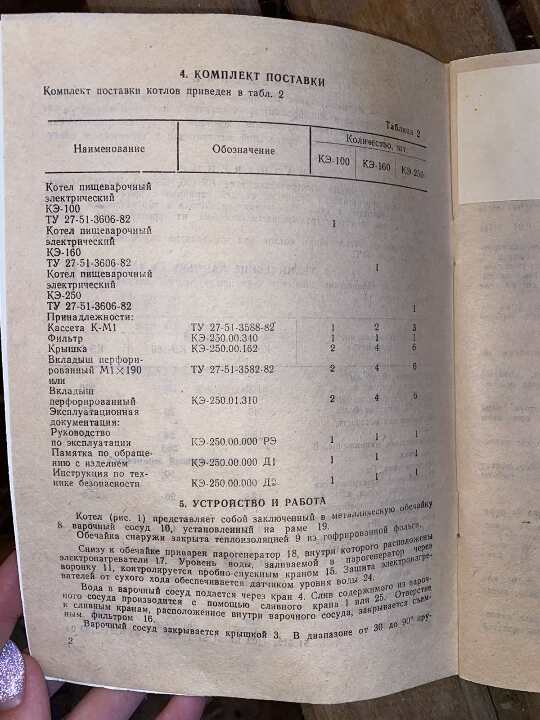 4. КОМПЛЕКТ ПОСТАВКИ
Комплект поставки котлов приведен в табл. 2
Таблица 2
Наименование Обозначение Количество, шт.
КЭ-100 КЭ-160 КЭ-250
Котел пищеварочный
электрический
КЭ-100
ТУ 27-51-3606-82 1
Котел пищеварочный
электрический
КЭ-160
ТУ 27-51-3606-82 1
Котел пищеварочный
электрический
КЭ-250
ТУ 27-51-3606-82 1
Принадлежности:
Кассета К-М1 ТУ 27-51-3588-82 1 2 3
Фильтр КЭ-250.00.340 1 1 1
Крышка КЭ-250.00.162 2 4 6
Вкладыш перфори-
рованный М1×190 ТУ 27-51-3582-82 2 4 6
или
Вкладыш
перфорированный КЭ-250.01.310 2 4 6
Эксплуатационная
документация:
Руководство
по эксплуатации КЭ-250.00.000 РЭ 1 1 1
Памятка по обраще-
нию с изделием КЭ-250.00.000 Д1 1 1 1
Инструкция по тех-
нике безопасности КЭ-250.00.000 Д2 1 1 1
5. УСТРОЙСТВО И РАБОТА
Котел (рис. 1) представляет собой заключенный в металлическую обечайку
8 варочный сосуд 10, установленный на раме 19.
Обечайка снаружи закрыта теплоизоляцией 9 из гофрированной фольги.
Снизу к обечайке приварен парогенератор 18, внутри которого расположены
электронагреватели 17. Уровень воды, заливаемой в парогенератор через
воронку 11, контролируется пробно-спускным краном 15. Защита электронагре-
вателей от сухого хода обеспечивается датчиком уровня воды 24.
Вода в варочный сосуд подается через кран 4. Слив содержимого из вароч-
ного сосуда производится с помощью сливного крана 1 или 25. Отверстие
к сливным кранам, расположенное внутри варочного сосуда, закрывается съем-
ным фильтром 16.
Варочный сосуд закрывается крышкой 3. В диапазоне от 30 до 90° кру-
2